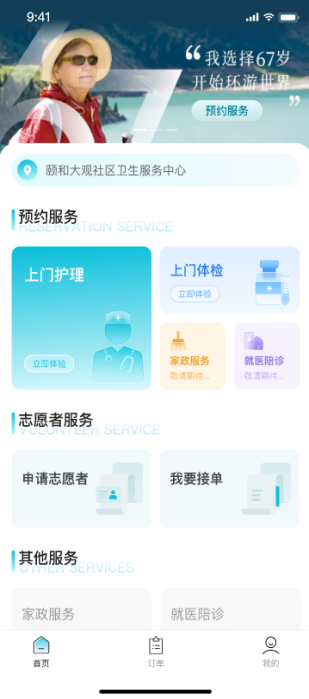 9:41
67
“我选择67岁
开始环游世界”
预约服务
颐和大观社区卫生服务中心
预约服务
RESERVATION SERVICE
上门护理
立即体验
上门体检
立即体验
家政服务
敬请期待...
就医陪诊
敬请期待...
志愿者服务
VOLUNTEER SERVICE
申请志愿者
我要接单
其他服务
OTHER SERVICES
家政服务
就医陪诊
首页
订单
我的